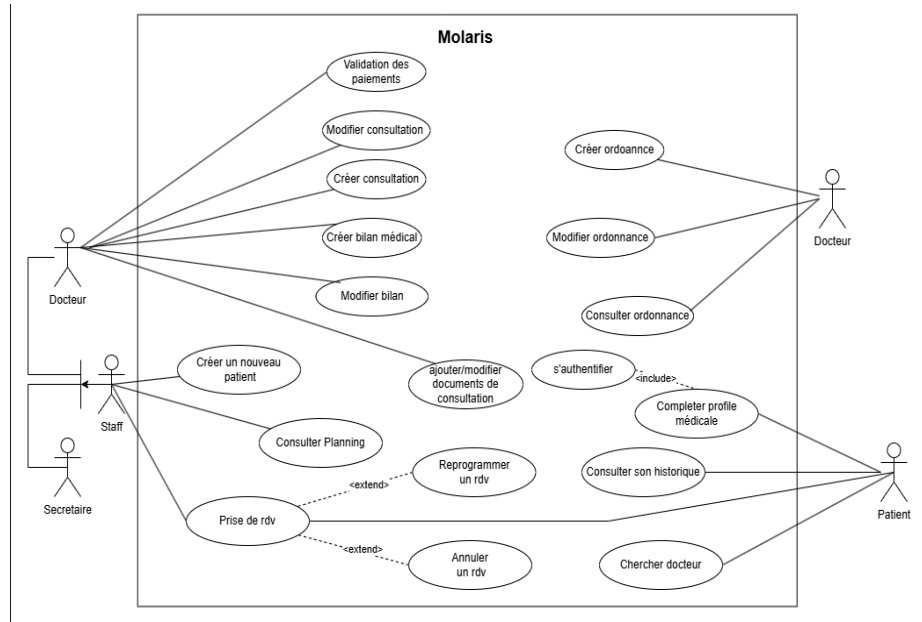 Molaris
Validation des
paiements
Modifier consultation
Créer ordoannce
Créer consultation
Docteur
Créer bilan médical
Modifier ordonnance
Docteur
Modifier bilan
Consulter ordonnance
Créer un nouveau
patient
ajouter/modifier
documents de
consultation
s'authentifier
<include>
Completer profile
médicale
Staff
Consulter Planning
Reprogrammer
un rdv
Consulter son historique
<extend>
Secretaire
Prise de rdv
Patient
<extend>
Annuler
un rdv
Chercher docteur